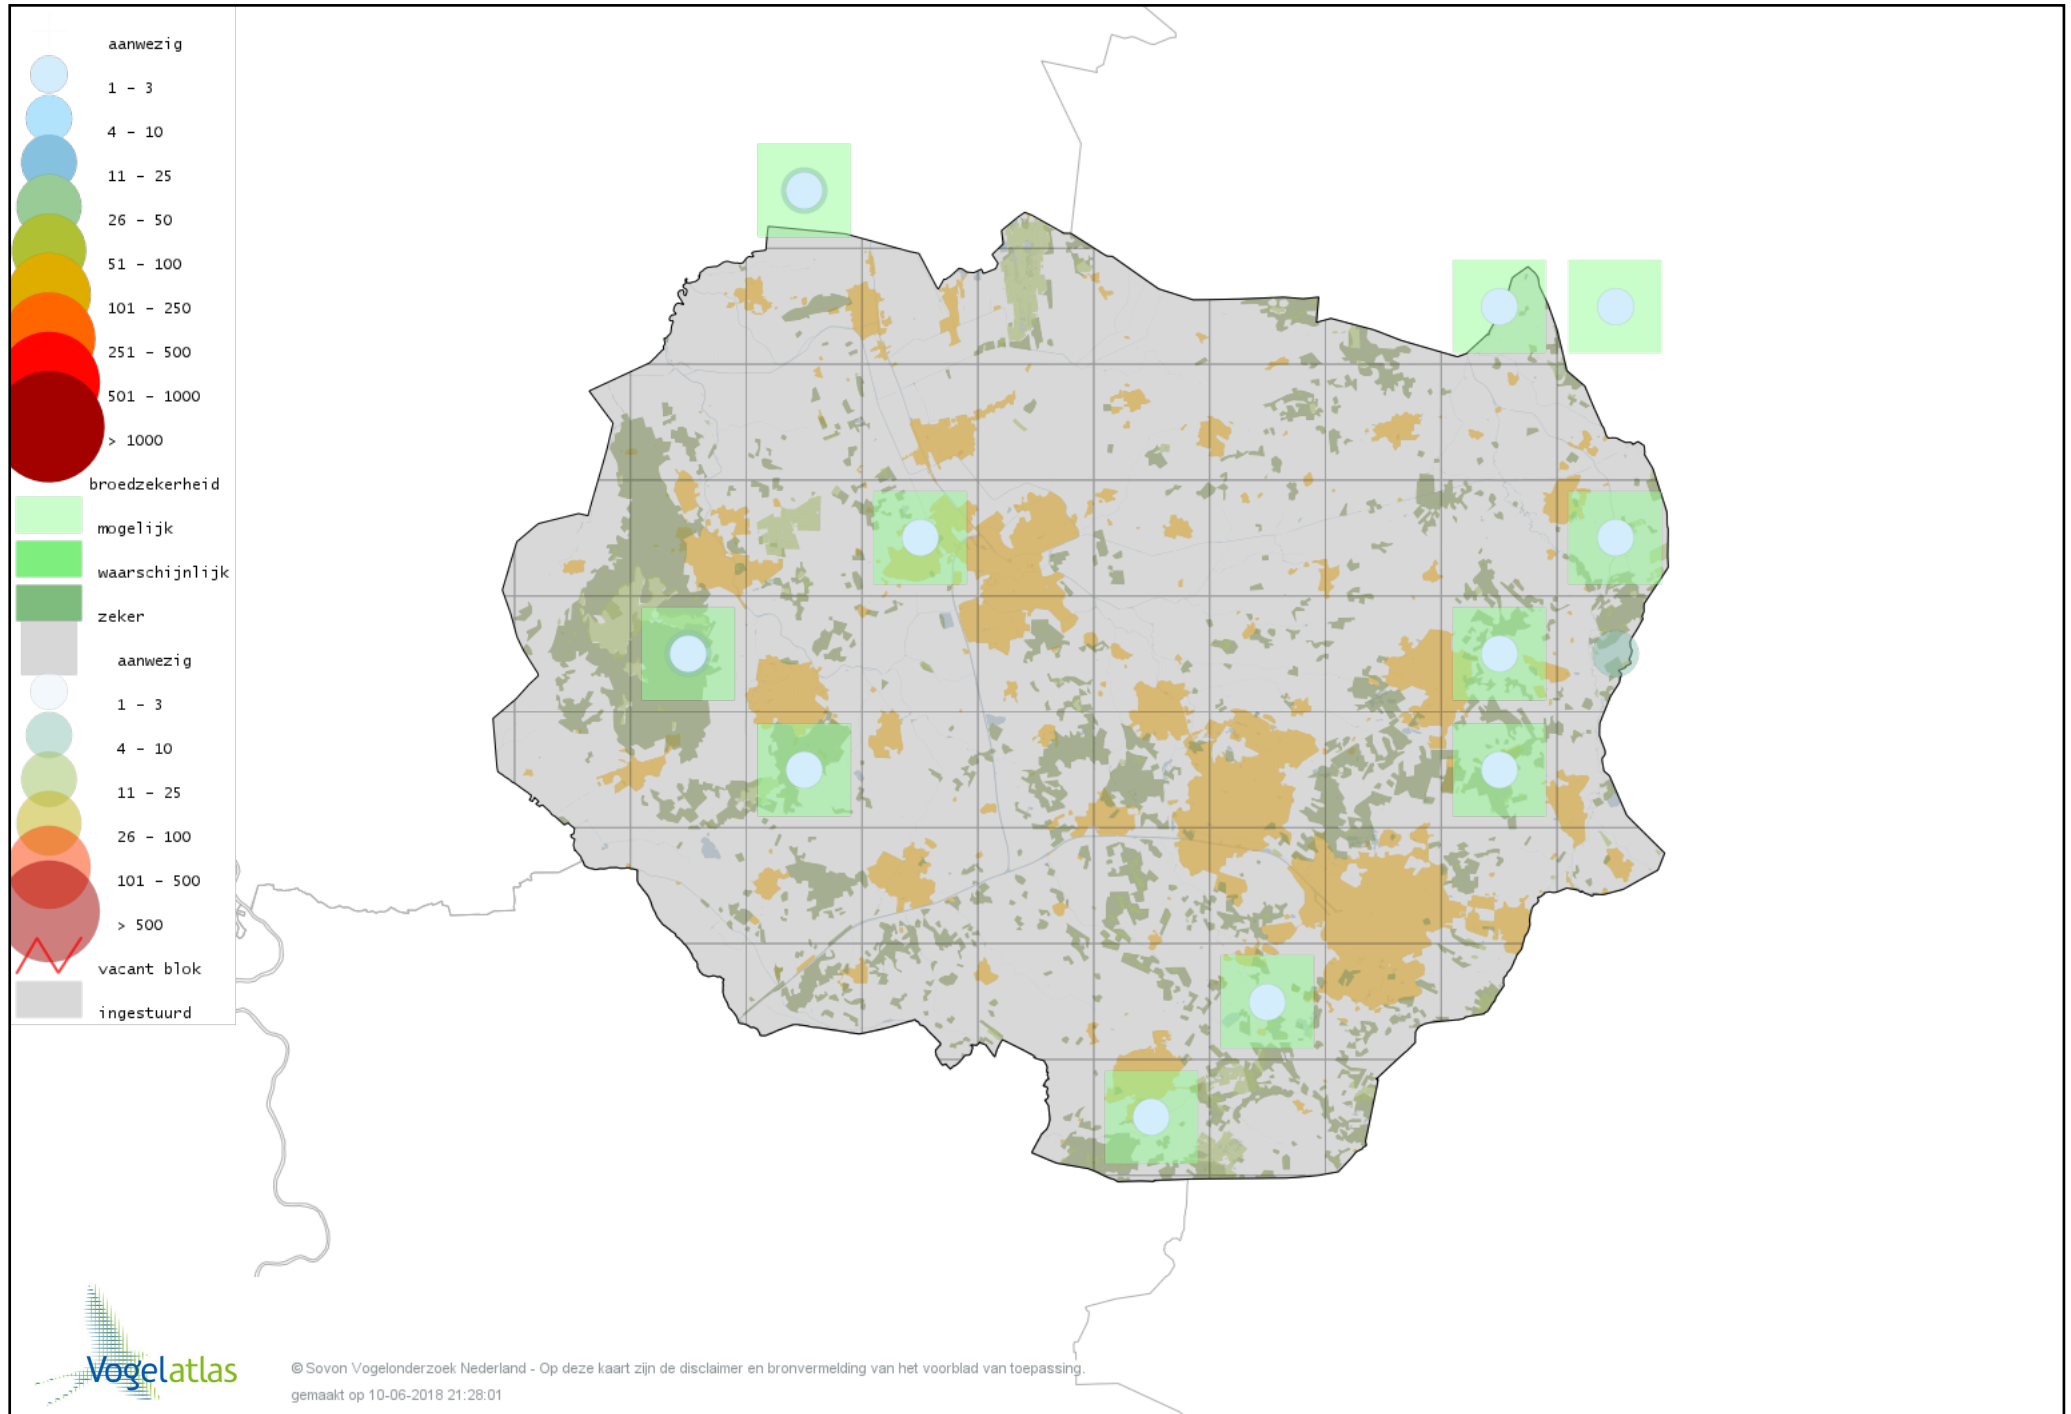 aanwezig
1 - 3
4 - 10
11 - 25
26 - 50
51 - 100
101 - 250
251 - 500
501 - 1000
> 1000
broedzekerheid
mogelijk
waarschijnlijk
zeker
aanwezig
1 - 3
4 - 10
11 - 25
26 - 100
101 - 500
> 500
vacant blok
ingestuurd
Vogelatlas
© Sovon Vogelonderzoek Nederland - Op deze kaart zijn de disclaimer en bronvermelding van het voorblad van toepassing.
gemaakt op 10-06-2018 21:28:01